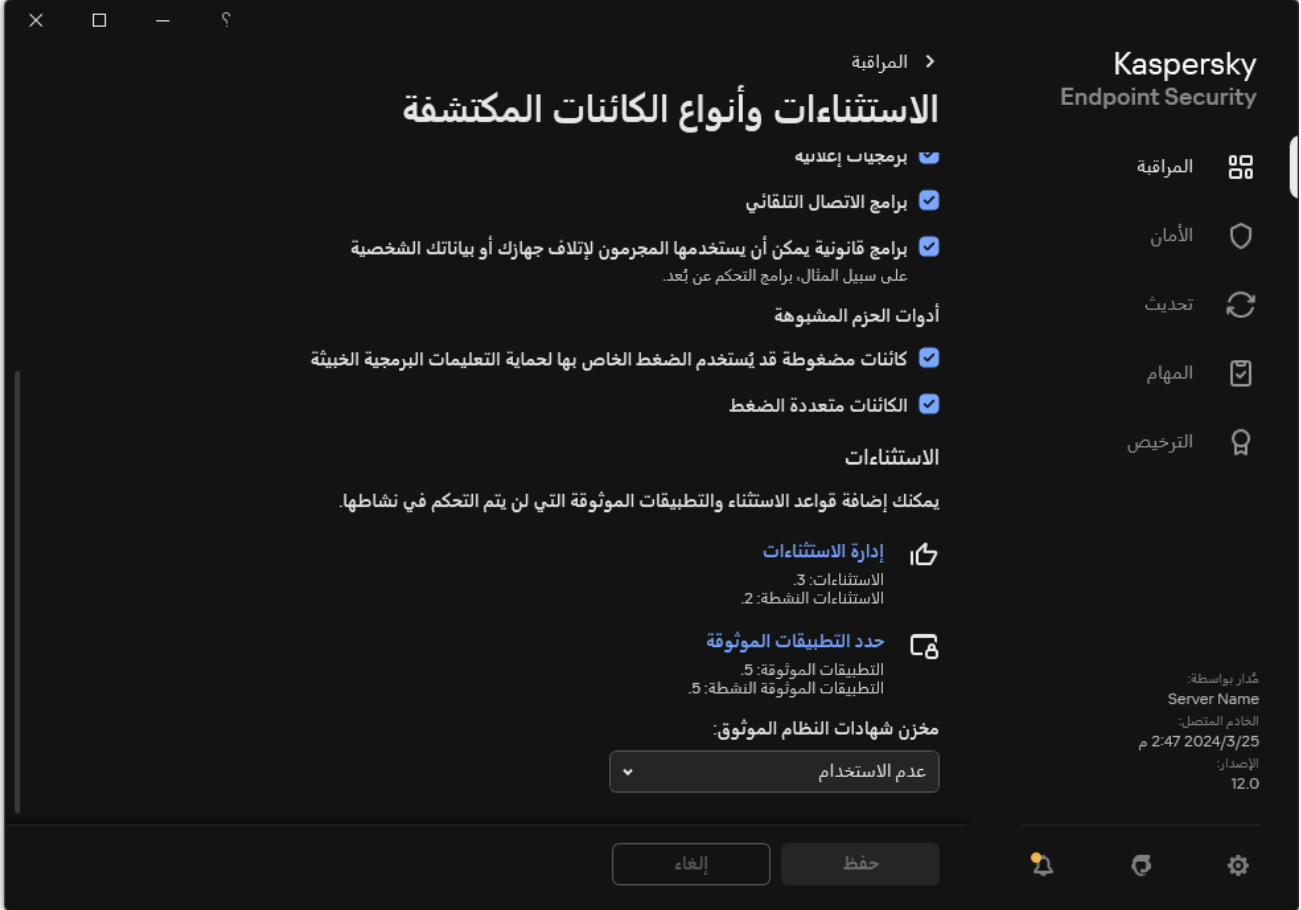 ؟
Kaspersky
Endpoint Security
المراقبة
الأمان
تحديث
المهام
الترخيص
مُدار بواسطة:
Server Name
الخادم المتصل:
2024/3/25 2:47 م
الإصدار:
12.0
المراقبة
الاستثناءات وأنواع الكائنات المكتشفة
برمجيات إعلانية
برامج الاتصال التلقائي
برامج قانونية يمكن أن يستخدمها المجرمون لإتلاف جهازك أو بياناتك الشخصية
على سبيل المثال، برامج التحكم عن بُعد.
أدوات الحزم المشبوهة
كائنات مضغوطة قد يُستخدم الضغط الخاص بها لحماية التعليمات البرمجية الخبيثة
الكائنات متعددة الضغط
الاستثناءات
يمكنك إضافة قواعد الاستثناء والتطبيقات الموثوقة التي لن يتم التحكم في نشاطها.
إدارة الاستثناءات
الاستثناءات: 3.
الاستثناءات النشطة: 2.
حدد التطبيقات الموثوقة
التطبيقات الموثوقة: 5.
التطبيقات الموثوقة النشطة: 5.
مخزن شهادات النظام الموثوق:
عدم الاستخدام
حفظ
إلغاء